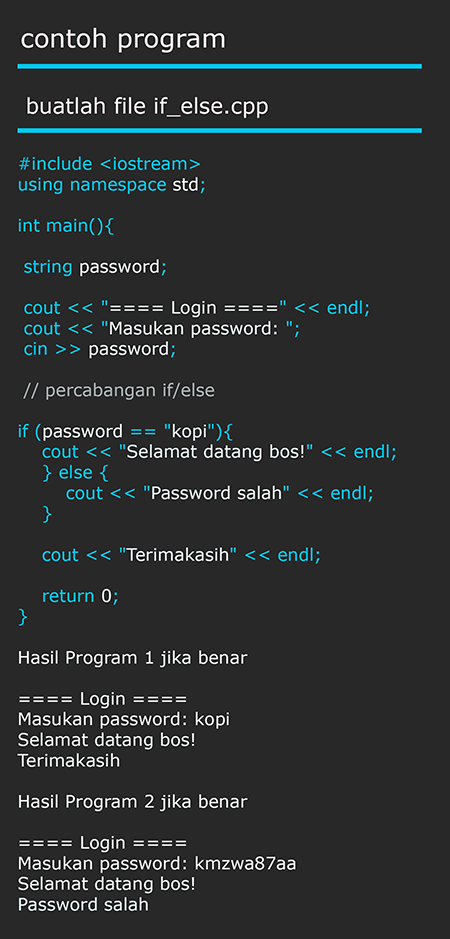 contoh program
buatlah file if_else.cpp
#include <iostream>
using namespace std;
int main(){
string password;
cout << "==== Login ====" << endl;
cout << "Masukan password: ";
cin >> password;
// percabangan if/else
if (password == "kopi"){
cout << "Selamat datang bos!" << endl;
} else {
cout << "Password salah" << endl;
}
cout << "Terimakasih" << endl;
return 0;
}
Hasil Program 1 jika benar
==== Login ====
Masukan password: kopi
Selamat datang bos!
Terimakasih
Hasil Program 2 jika benar
==== Login ====
Masukan password: kmzwa87aa
Selamat datang bos!
Password salah